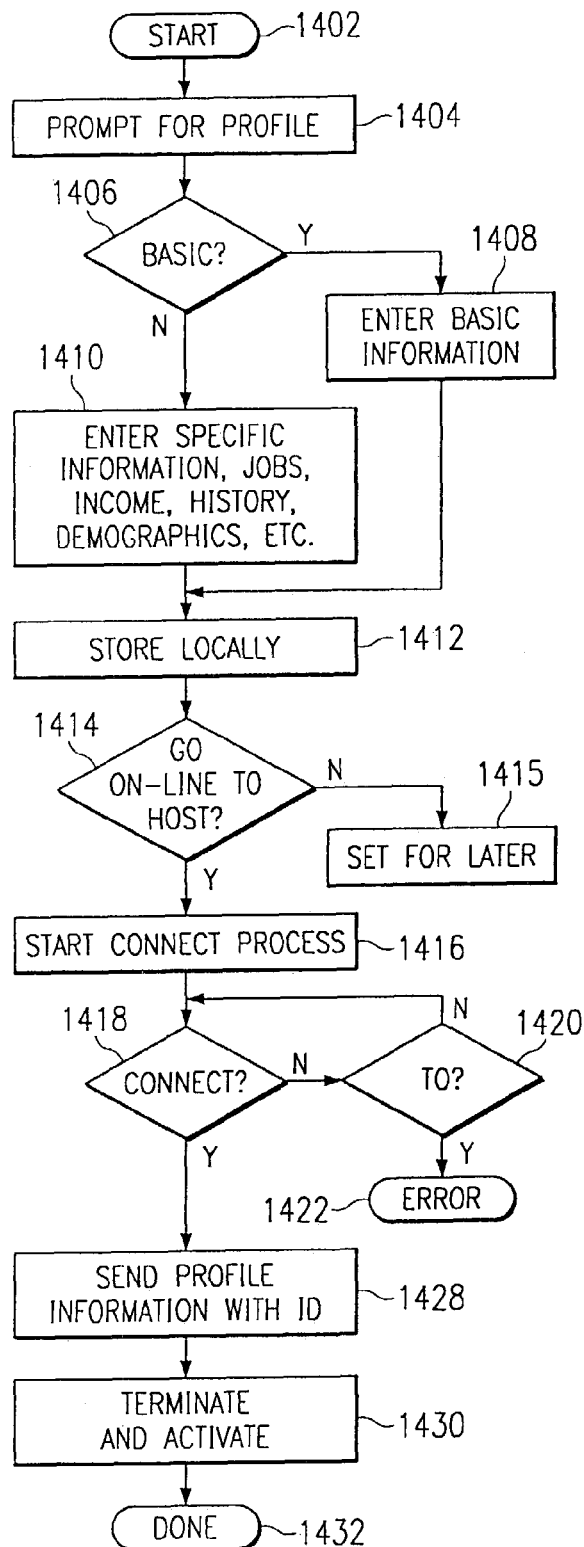 START
1402
PROMPT FOR PROFILE
1404
1406
BASIC?
Y
N
1408
ENTER BASIC
INFORMATION
1410
ENTER SPECIFIC
INFORMATION, JOBS,
INCOME, HISTORY,
DEMOGRAPHICS, ETC.
STORE LOCALLY
1412
1414
GO
ON-LINE TO
HOST?
N
Y
1415
SET FOR LATER
START CONNECT PROCESS
1416
1418
CONNECT?
N
Y
N
1420
TO?
Y
1422
ERROR
SEND PROFILE
INFORMATION WITH ID
1428
TERMINATE
AND ACTIVATE
1430
DONE
1432